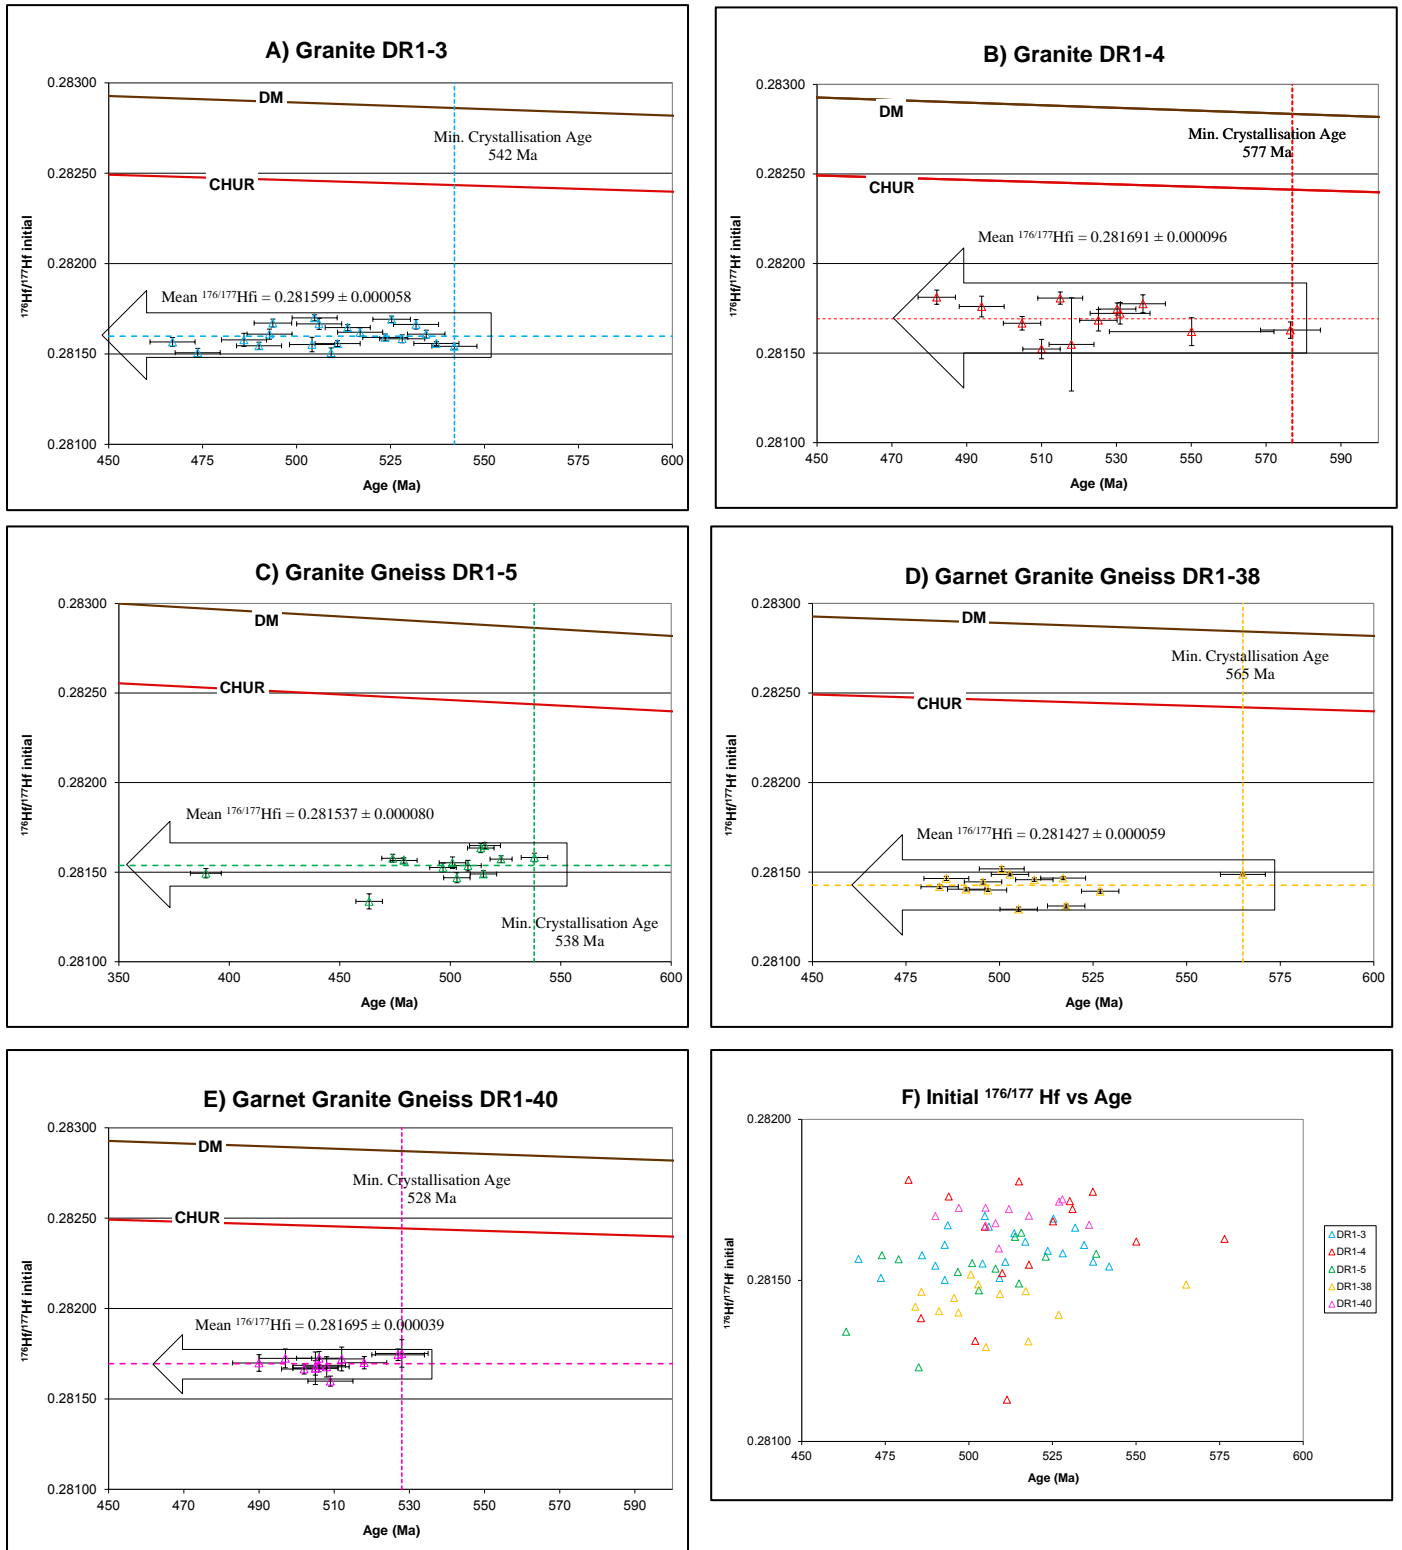 A) Granite DR1-3
0.28300
0.28250
0.28200
0.28150
0.28100
¹⁷⁶Hf/¹⁷⁷Hf initial
DM
Min. Crystallisation Age
542 Ma
CHUR
Mean ¹⁷⁶/¹⁷⁷Hfi = 0.281599 ± 0.000058
450 475 500 525 550 575 600
Age (Ma)
B) Granite DR1-4
0.28300
0.28250
0.28200
0.28150
0.28100
¹⁷⁶Hf/¹⁷⁷Hf initial
DM
Min. Crystallisation Age
577 Ma
CHUR
Mean ¹⁷⁶/¹⁷⁷Hfi = 0.281691 ± 0.000096
450 470 490 510 530 550 570 590
Age (Ma)
C) Granite Gneiss DR1-5
0.28300
0.28250
0.28200
0.28150
0.28100
¹⁷⁶Hf/¹⁷⁷Hf initial
DM
CHUR
Mean ¹⁷⁶/¹⁷⁷Hfi = 0.281537 ± 0.000080
Min. Crystallisation Age
538 Ma
350 400 450 500 550 600
Age (Ma)
D) Garnet Granite Gneiss DR1-38
0.28300
0.28250
0.28200
0.28150
0.28100
¹⁷⁶Hf/¹⁷⁷Hf initial
DM
Min. Crystallisation Age
565 Ma
CHUR
Mean ¹⁷⁶/¹⁷⁷Hfi = 0.281427 ± 0.000059
450 475 500 525 550 575 600
Age (Ma)
E) Garnet Granite Gneiss DR1-40
0.28300
0.28250
0.28200
0.28150
0.28100
¹⁷⁶Hf/¹⁷⁷Hf initial
DM
Min. Crystallisation Age
528 Ma
CHUR
Mean ¹⁷⁶/¹⁷⁷Hfi = 0.281695 ± 0.000039
450 470 490 510 530 550 570 590
Age (Ma)
F) Initial ¹⁷⁶/¹⁷⁷ Hf vs Age
0.28200
0.28150
0.28100
¹⁷⁶Hf/¹⁷⁷Hf initial
DR1-3
DR1-4
DR1-5
DR1-38
DR1-40
450 475 500 525 550 575 600
Age (Ma)